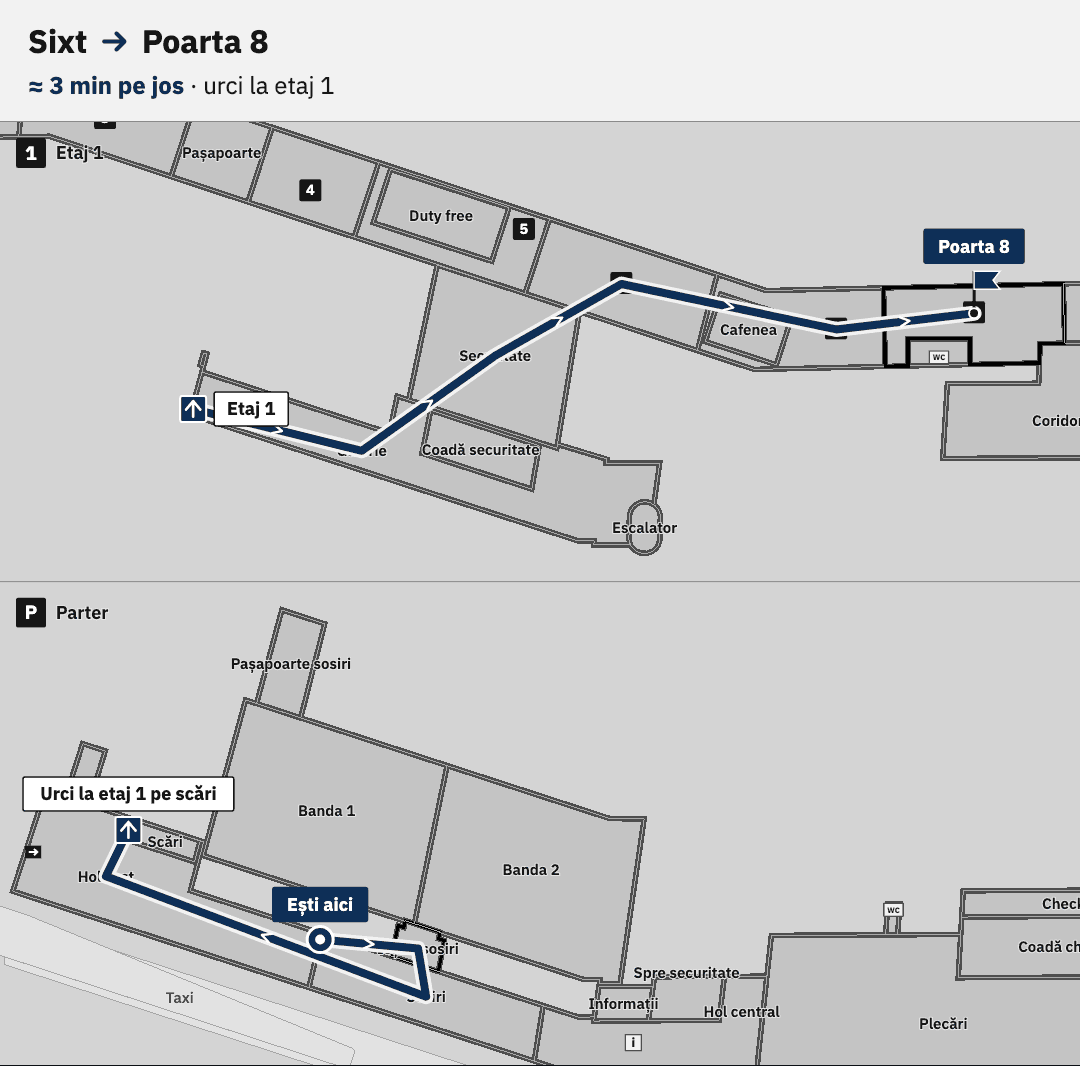 Sixt → Poarta 8
≈ 3 min pe jos · urci la etaj 1
1 Etaj 1
Pașapoarte
4
Duty free
5
Poarta 8
Cafenea
wc
Etaj 1
Coadă securitate
Escalator
P Parter
Pașapoarte sosiri
Urci la etaj 1 pe scări
Scări
Banda 1
Banda 2
Ești aici
sosiri
Taxi
Spre securitate
Informații
Hol central
i
wc
Plecări